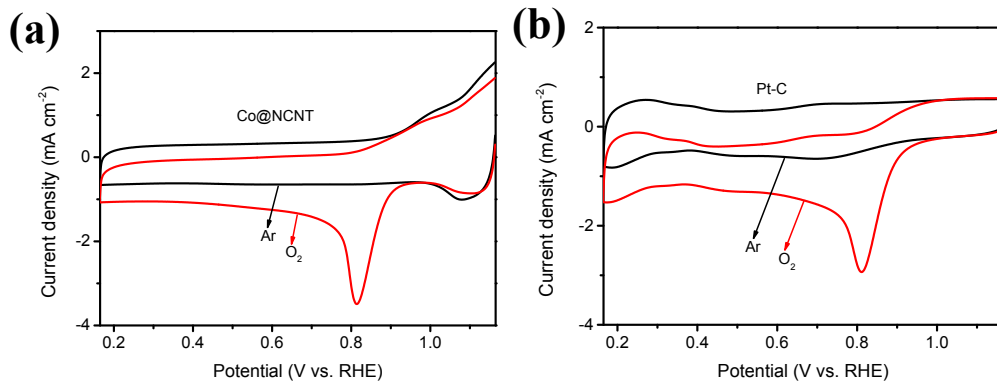 (a)
Current density (mA cm⁻²)
2
0
-2
-4
Co@NCNT
Ar
O₂
0.2 0.4 0.6 0.8 1.0
Potential (V vs. RHE)
(b)
Current density (mA cm⁻²)
2
0
-2
-4
Pt-C
Ar
O₂
0.2 0.4 0.6 0.8 1.0
Potential (V vs. RHE)